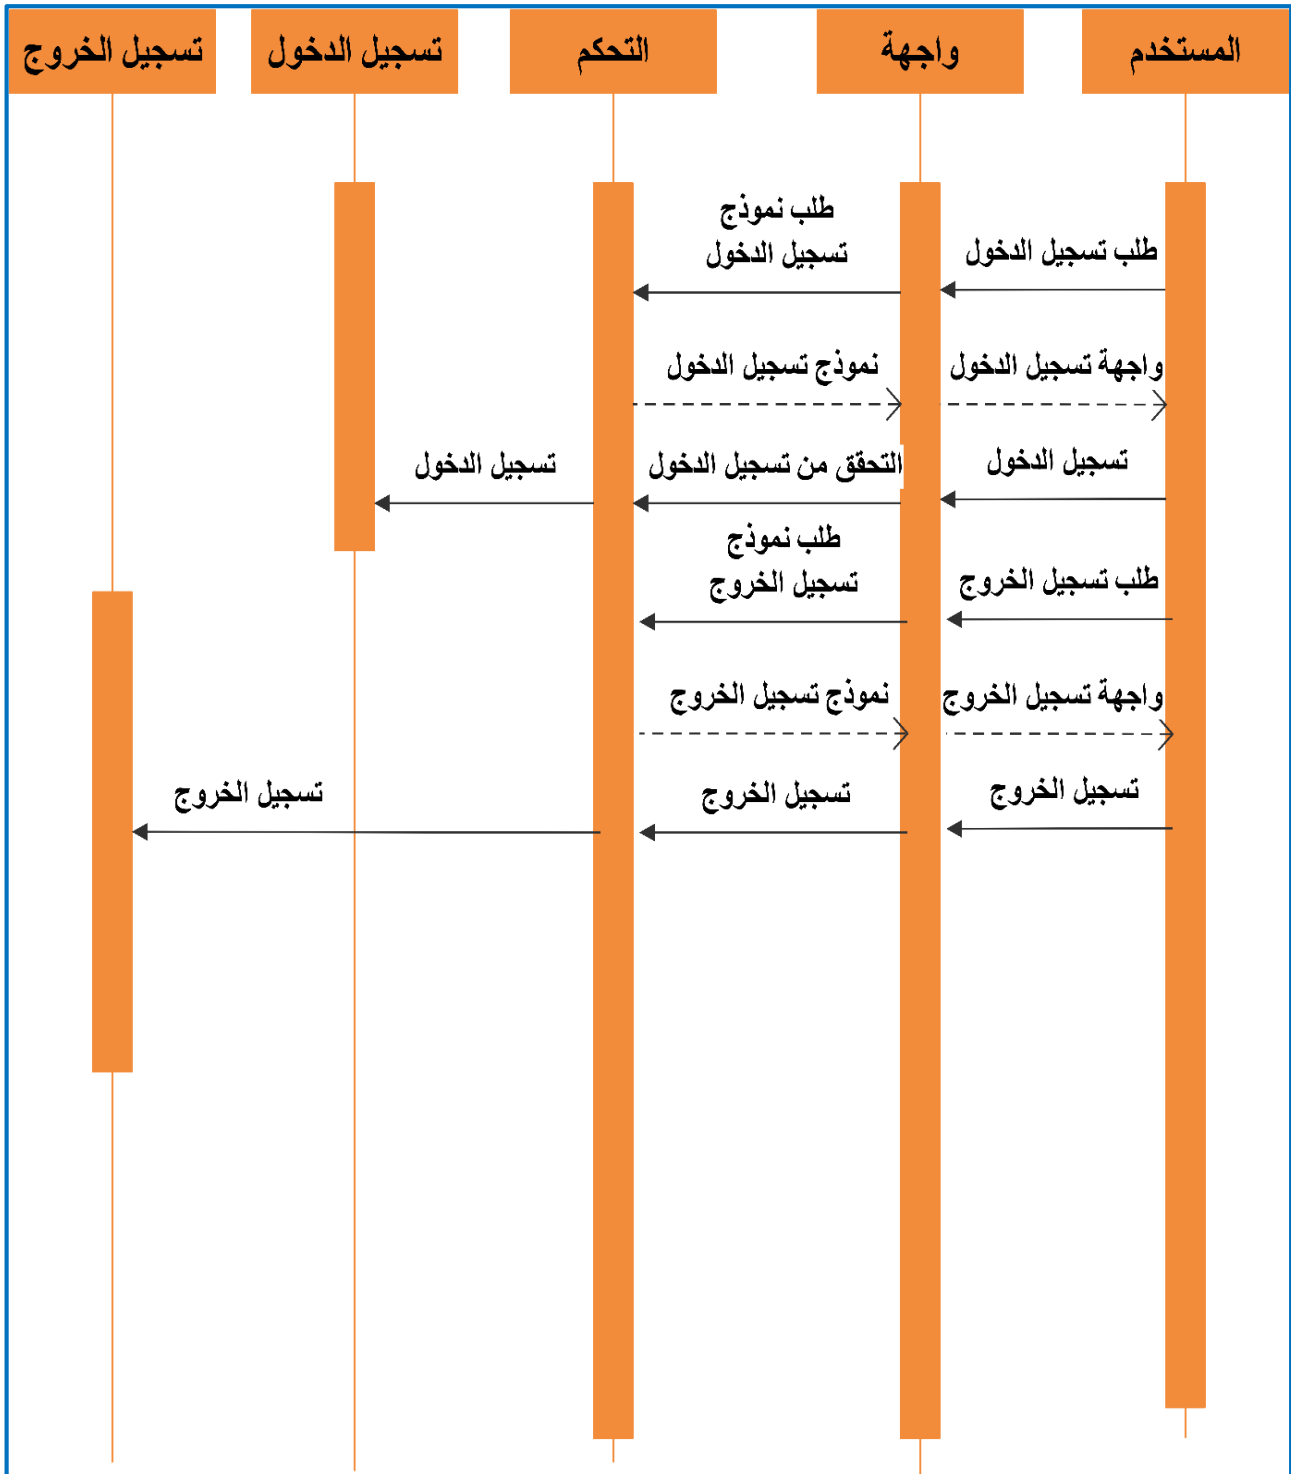 المستخدم
واجهة
التحكم
تسجيل الدخول
تسجيل الخروج
طلب تسجيل الدخول
طلب نموذج
تسجيل الدخول
واجهة تسجيل الدخول
نموذج تسجيل الدخول
تسجيل الدخول
التحقق من تسجيل الدخول
تسجيل الدخول
طلب تسجيل الخروج
طلب نموذج
تسجيل الخروج
واجهة تسجيل الخروج
نموذج تسجيل الخروج
تسجيل الخروج
تسجيل الخروج
تسجيل الخروج